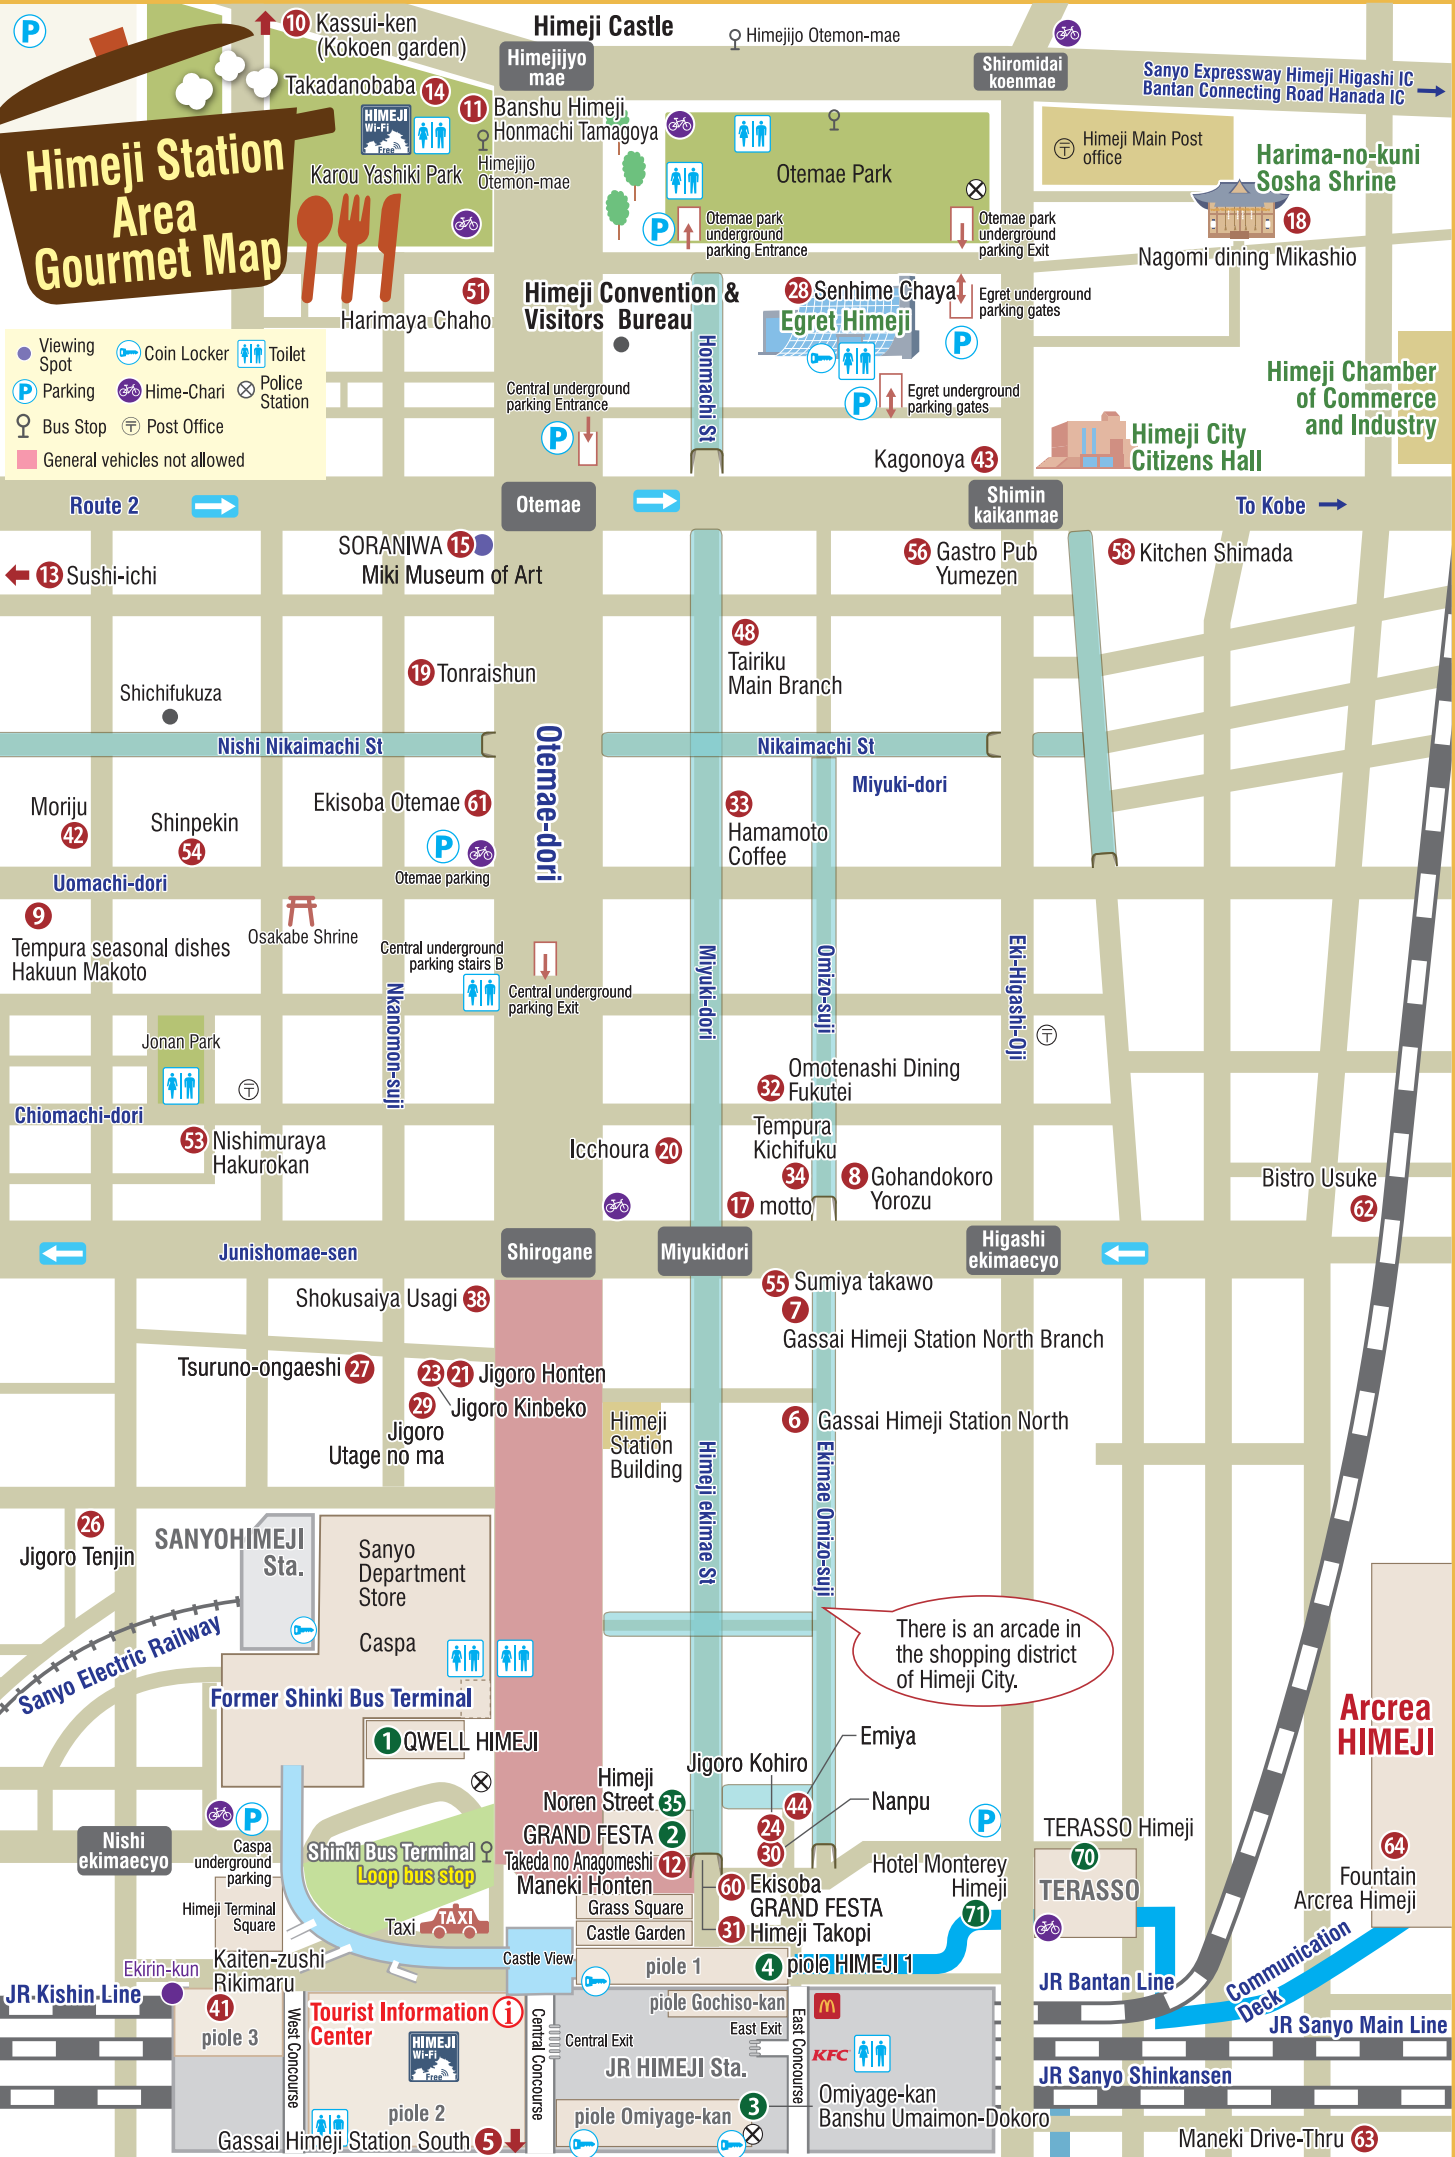 P
10 Kassui-ken
(Kokoen garden)
Himeji Castle
Himejijyo
mae
Himejijo Otemon-mae
Shiromidai
koenmae
Sanyo Expressway Himeji Higashi IC
Bantan Connecting Road Hanada IC
Himeji Station
Area
Gourmet Map
Takadanobaba 14
HIMEJI
Wi-Fi
Free
11 Banshu Himeji
Honmachi Tamagoya
Himejijo
Otemon-mae
Karou Yashiki Park
Otemae Park
P
Otemae park
underground
parking Entrance
Otemae park
underground
parking Exit
Himeji Main Post
office
Harima-no-kuni
Sosha Shrine
18
Nagomi dining Mikashio
51
Harimaya Chaho
Himeji Convention &
Visitors Bureau
28 Senhime Chaya
Egret Himeji
Egret underground
parking gates
P
Egret underground
parking gates
P
Viewing
Spot
Coin Locker
Toilet
P Parking
Hime-Chari
Police
Station
Bus Stop
Post Office
General vehicles not allowed
Central underground
parking Entrance
P
Honmachi St
Kagonoya 43
Himeji City
Citizens Hall
Himeji Chamber
of Commerce
and Industry
Route 2
Otemae
Shimin
kaikanmae
To Kobe
SORANIWA 15
Miki Museum of Art
13 Sushi-ichi
56 Gastro Pub
Yumezen
58 Kitchen Shimada
48
Tairiku
Main Branch
19 Tonraishun
Shichifukuza
Nishi Nikaimachi St
Otemae-dori
Nikaimachi St
Miyuki-dori
Moriju
42
Shinpekin
54
Ekisoba Otemae 61
P
Otemae parking
33
Hamamoto
Coffee
Uomachi-dori
9
Tempura seasonal dishes
Hakuun Makoto
Osakabe Shrine
Central underground
parking stairs B
Central underground
parking Exit
Nkanomon-suji
Miyuki-dori
Omizo-suji
Eki-Higashi-Oji
Jonan Park
Chiomachi-dori
53 Nishimuraya
Hakurokan
32 Omotenashi Dining
Fukutei
Tempura
Kichifuku
34
Icchoura 20
8 Gohandokoro
Yorozu
17 motto
Bistro Usuke
62
Junishomae-sen
Shirogane
Miyukidori
Higashi
ekimaecyo
Shokusaiya Usagi 38
55 Sumiya takawo
7
Gassai Himeji Station North Branch
Tsuruno-ongaeshi 27
23 21 Jigoro Honten
Jigoro Kinbeko
29
Jigoro
Utage no ma
Himeji
Station
Building
6 Gassai Himeji Station North
Himeji ekimae St
Ekimae Omizo-suji
26
Jigoro Tenjin
SANYOHIMEJI
Sta.
Sanyo
Department
Store
Caspa
Sanyo Electric Railway
Former Shinki Bus Terminal
1 QWELL HIMEJI
There is an arcade in
the shopping district
of Himeji City.
Arcrea
HIMEJI
Emiya
Jigoro Kohiro
44
Nanpu
24
30
Himeji
Noren Street 35
GRAND FESTA 2
Takeda no Anagomeshi 12
Maneki Honten
P
Nishi
ekimaecyo
P
Caspa
underground
parking
Shinki Bus Terminal
Loop bus stop
Himeji Terminal
Square
Taxi
TAXI
Grass Square
Castle Garden
60 Ekisoba
GRAND FESTA
31 Himeji Takopi
Hotel Monterey
Himeji
71
TERASSO Himeji
70
TERASSO
64
Fountain
Arcrea Himeji
Castle View
piole 1
4 piole HIMEJI 1
Ekirin-kun
Kaiten-zushi
Rikimaru
41
piole 3
JR Kishin Line
JR Bantan Line
Communication
Deck
JR Sanyo Main Line
JR Sanyo Shinkansen
West Concourse
Tourist Information
Center
i
HIMEJI
Wi-Fi
Free
piole 2
Central Concourse
Central Exit
piole Gochiso-kan
East Exit
East Concourse
JR HIMEJI Sta.
M
KFC
piole Omiyage-kan
3
Omiyage-kan
Banshu Umaimon-Dokoro
Gassai Himeji Station South 5
Maneki Drive-Thru 63